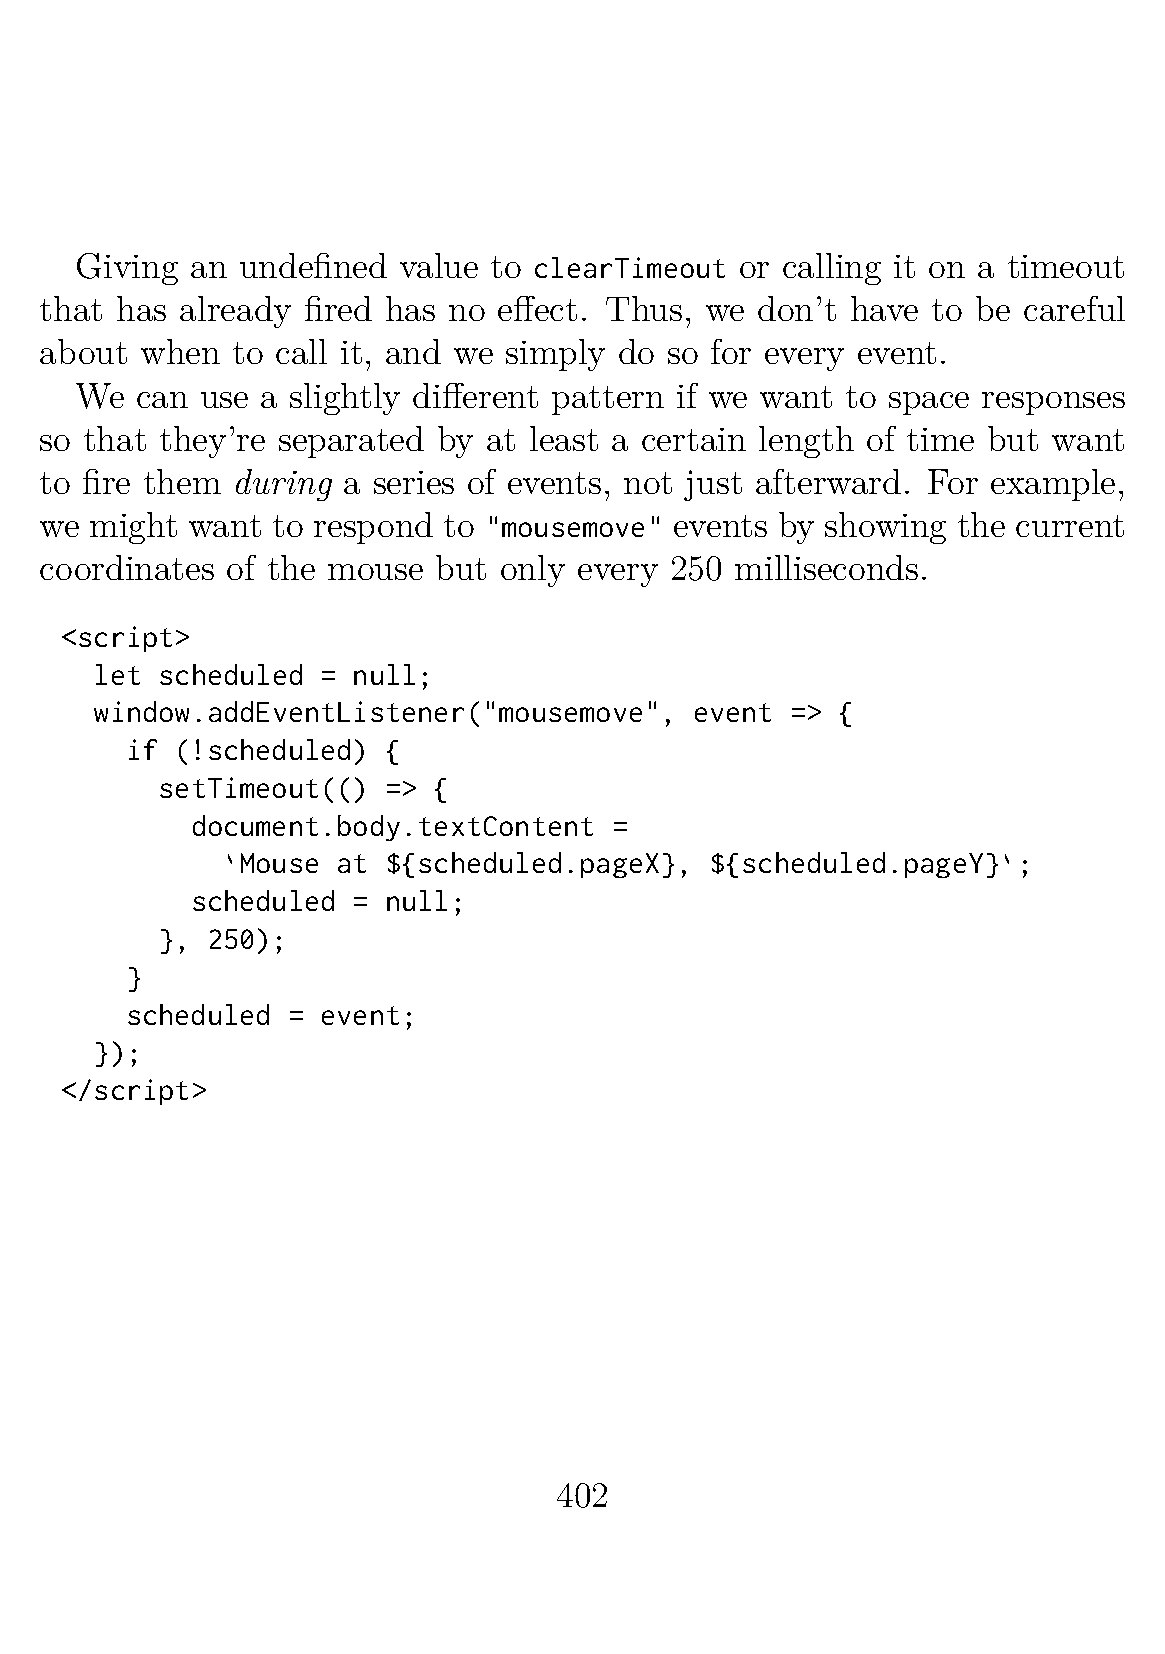 Giving an undefined value to clearTimeout or calling it on a timeout
that has already fired has no effect. Thus, we don't have to be careful
about when to call it, and we simply do so for every event.
We can use a slightly different pattern if we want to space responses
so that they're separated by at least a certain length of time but want
to fire them during a series of events, not just afterward. For example,
we might want to respond to "mousemove" events by showing the current
coordinates of the mouse but only every 250 milliseconds.
<script>
  let scheduled = null;
  window.addEventListener("mousemove", event => {
    if (!scheduled) {
      setTimeout(() => {
        document.body.textContent =
          `Mouse at ${scheduled.pageX}, ${scheduled.pageY}`;
        scheduled = null;
      }, 250);
    }
    scheduled = event;
  });
</script>
402